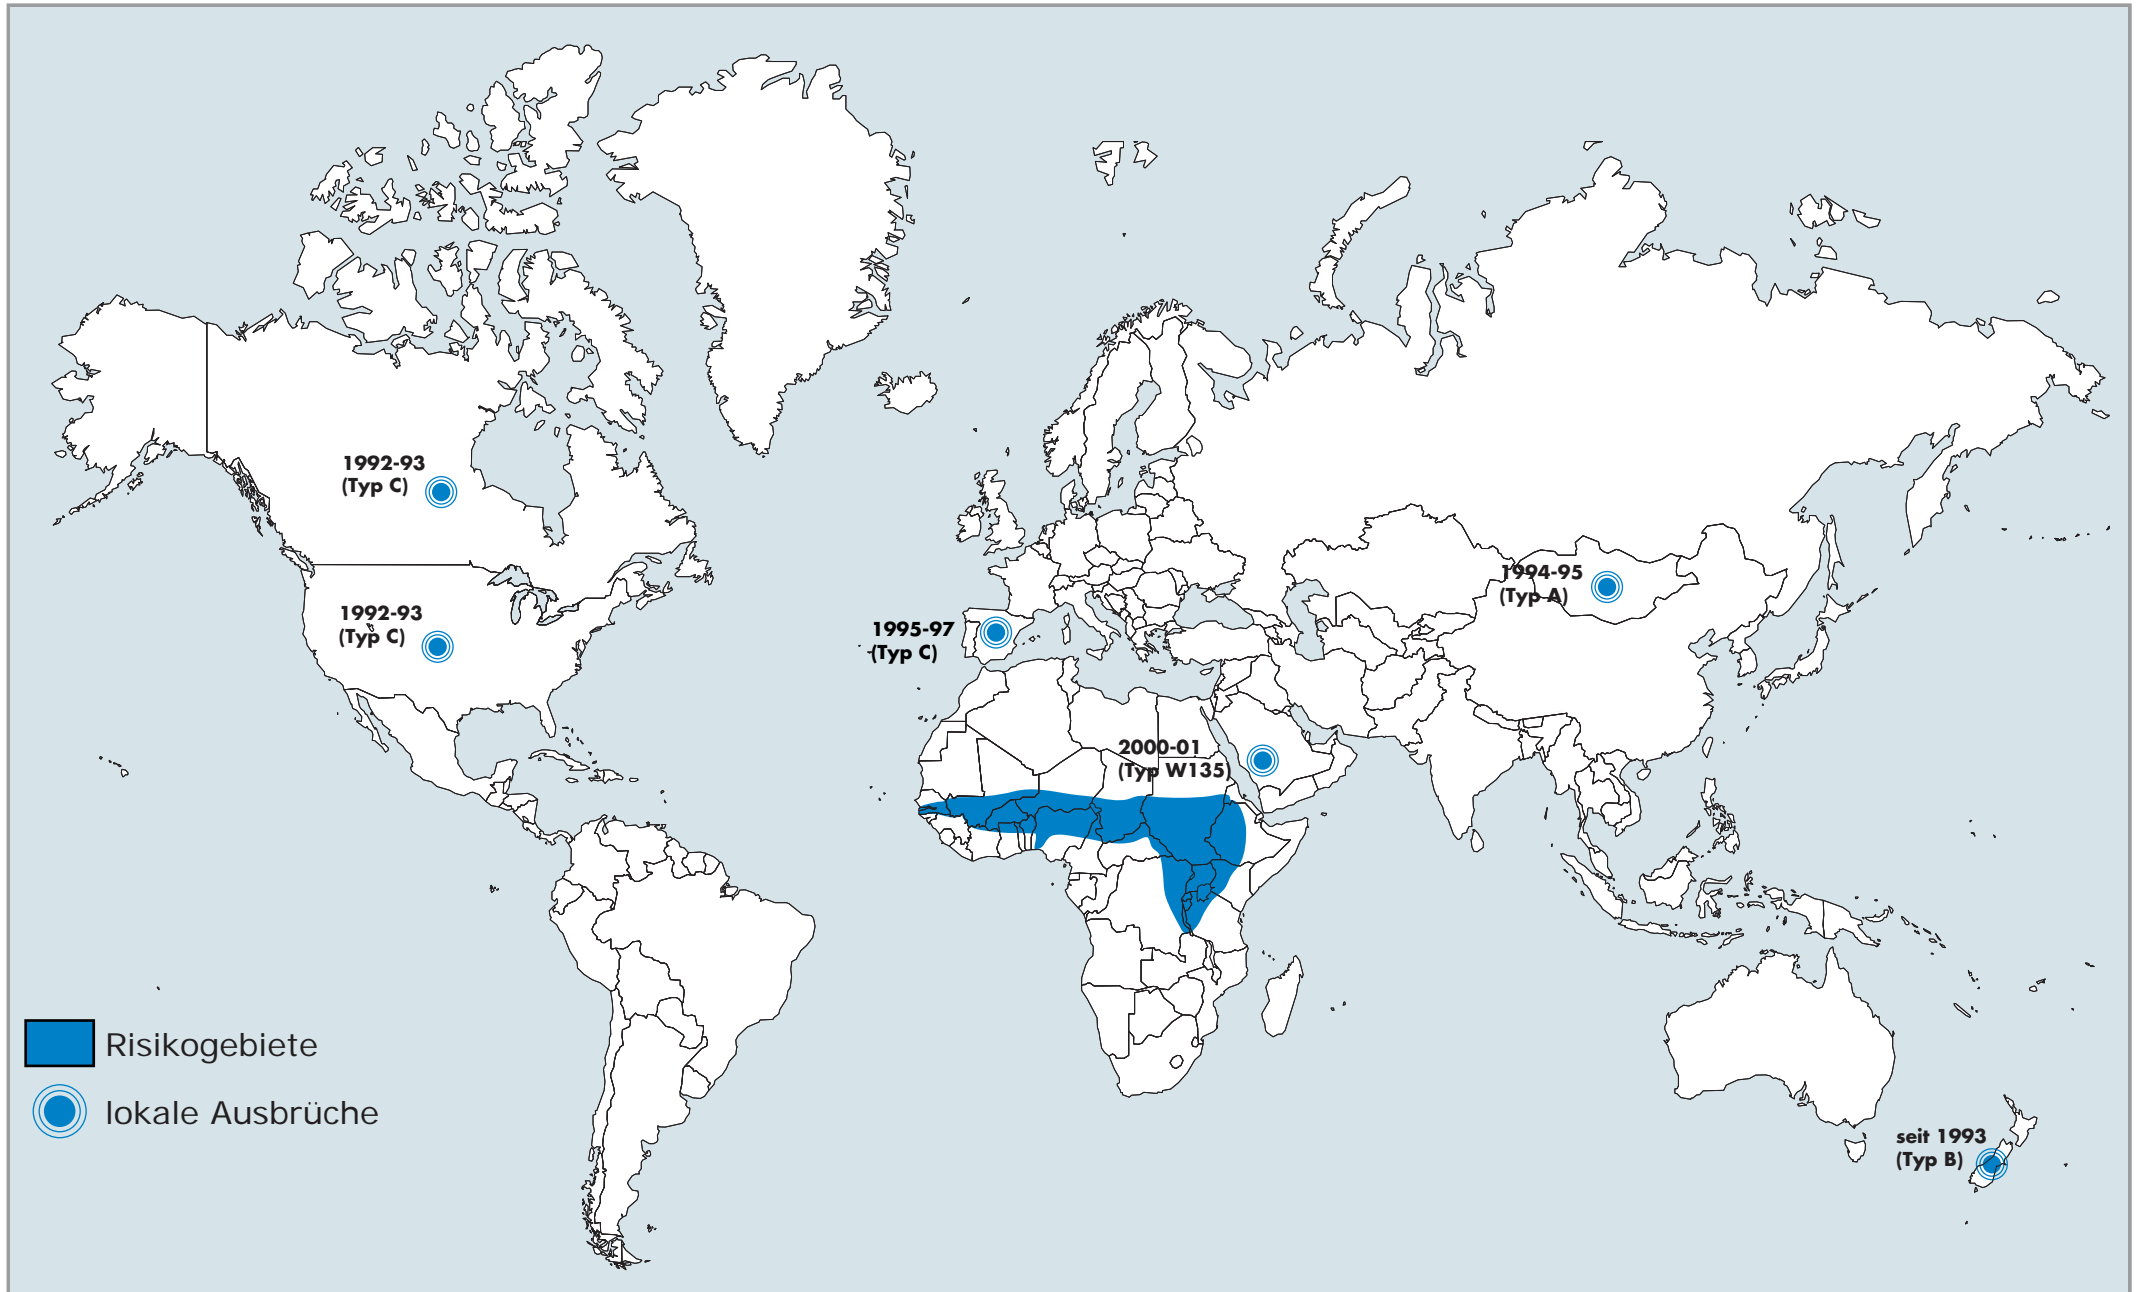 1992-93
(Typ C)
1992-93
(Typ C)
1995-97
(Typ C)
1994-95
(Typ A)
2000-01
(Typ W135)
seit 1993
(Typ B)
Risikogebiete
lokale Ausbrüche